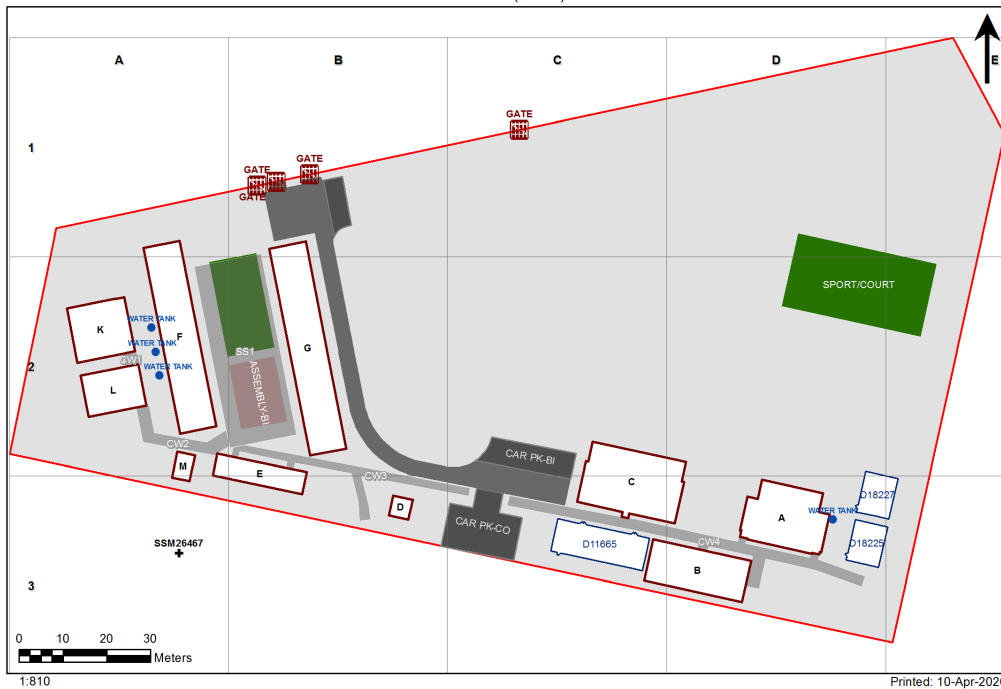 A
B
C
D
E
1
GATE
GATE
GATE
GATE
SPORT/COURT
K
WATER TANK
F
G
WATER TANK
SS1
CW1
2
WATER TANK
L
ASSEMBLY-BI
CW2
M
E
CW3
CAR PK-BI
C
D
CAR PK-CO
D11665
A
WATER TANK
D18227
D18225
CW4
B
SSM26467
3
0 10 20 30
Meters
1:810
Printed: 10-Apr-202